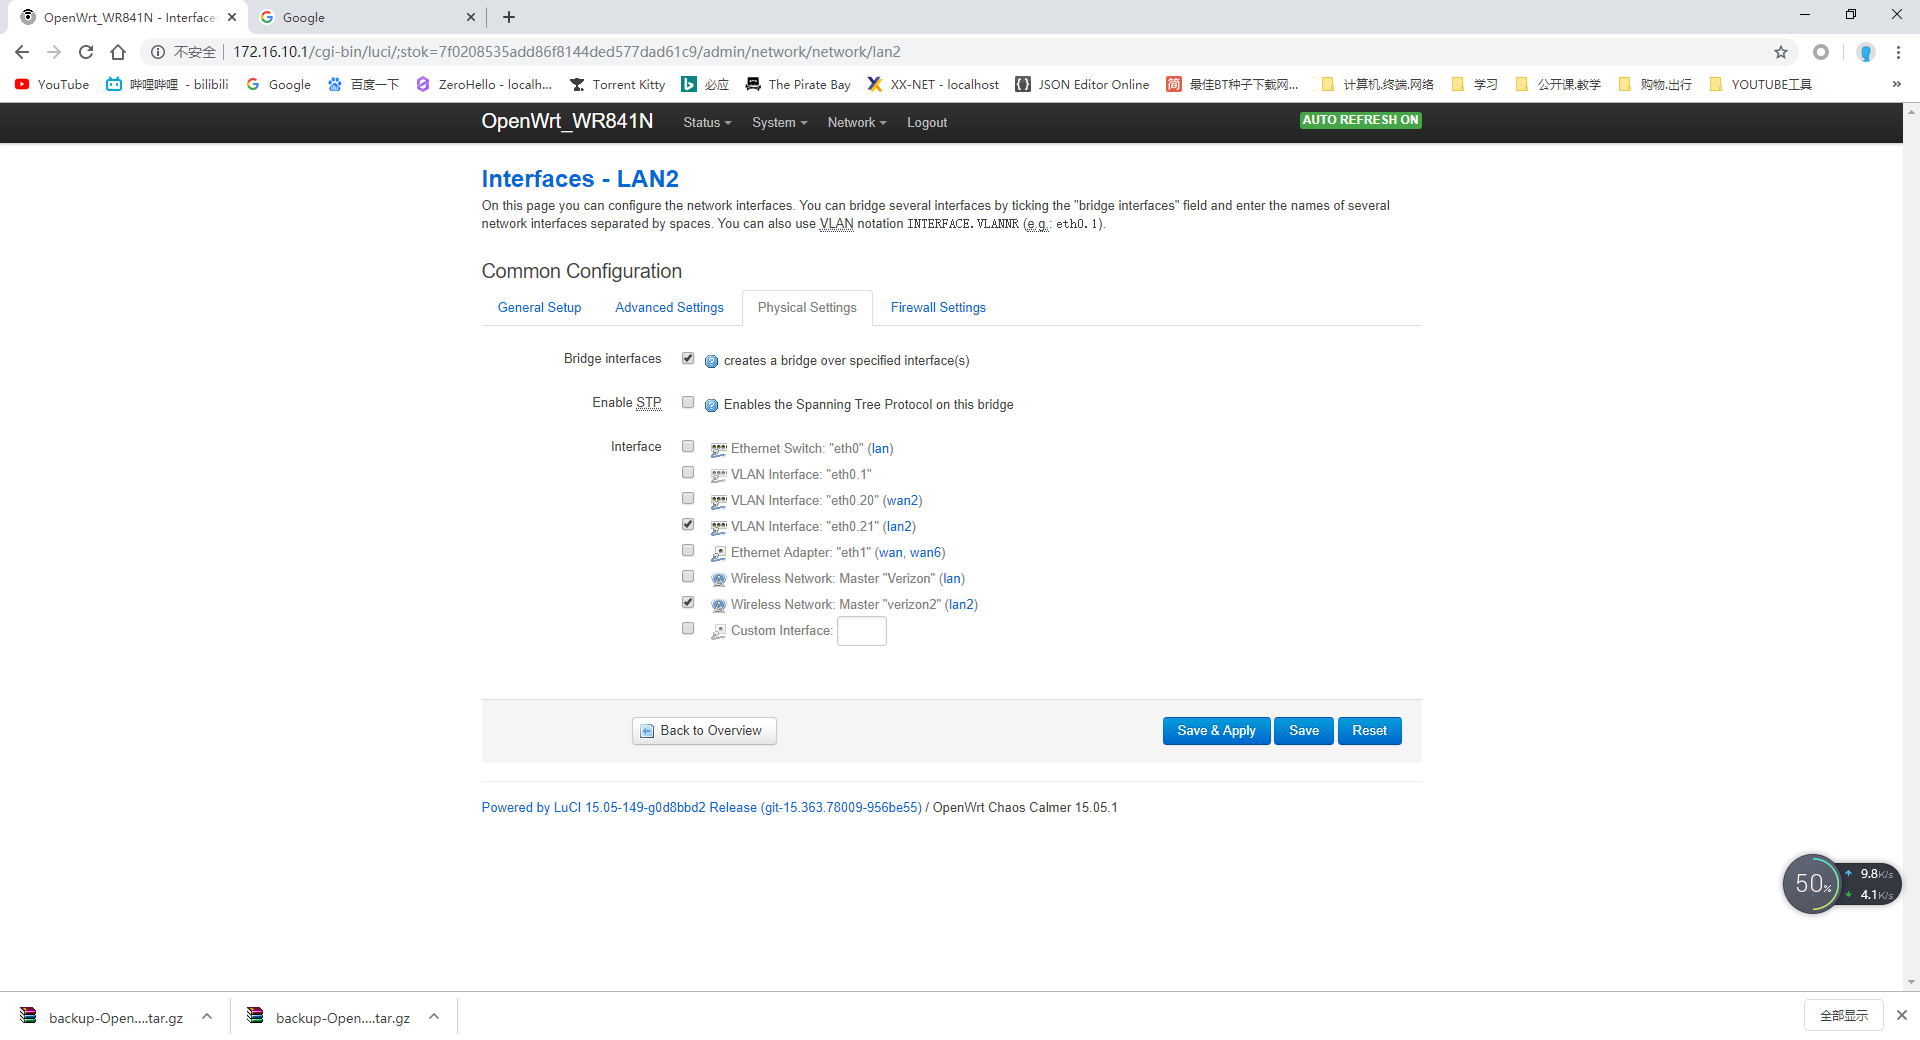 OpenWrt_WR841N - Interface
Google
不安全 172.16.10.1/cgi-bin/luci/;stok=7f0208535add86f8144ded577dad61c9/admin/network/network/lan2
YouTube 哔哩哔哩 - bilibili Google 百度一下 ZeroHello - localh... Torrent Kitty 必应 The Pirate Bay XX-NET - localhost JSON Editor Online 最佳BT种子下载网... 计算机.终端.网络 学习 公开课.教学 购物.出行 YOUTUBE工具 »
OpenWrt_WR841N Status System Network Logout AUTO REFRESH ON
Interfaces - LAN2
On this page you can configure the network interfaces. You can bridge several interfaces by ticking the "bridge interfaces" field and enter the names of several
network interfaces separated by spaces. You can also use VLAN notation INTERFACE.VLANNR (e.g.: eth0.1).
Common Configuration
General Setup Advanced Settings Physical Settings Firewall Settings
Bridge interfaces creates a bridge over specified interface(s)
Enable STP Enables the Spanning Tree Protocol on this bridge
Interface Ethernet Switch: "eth0" (lan)
VLAN Interface: "eth0.1"
VLAN Interface: "eth0.20" (wan2)
VLAN Interface: "eth0.21" (lan2)
Ethernet Adapter: "eth1" (wan, wan6)
Wireless Network: Master "Verizon" (lan)
Wireless Network: Master "verizon2" (lan2)
Custom Interface:
Back to Overview Save & Apply Save Reset
Powered by LuCI 15.05-149-g0d8bbd2 Release (git-15.363.78009-956be55) / OpenWrt Chaos Calmer 15.05.1
50% 9.8K/s
4.1K/s
backup-Open....tar.gz backup-Open....tar.gz 全部显示